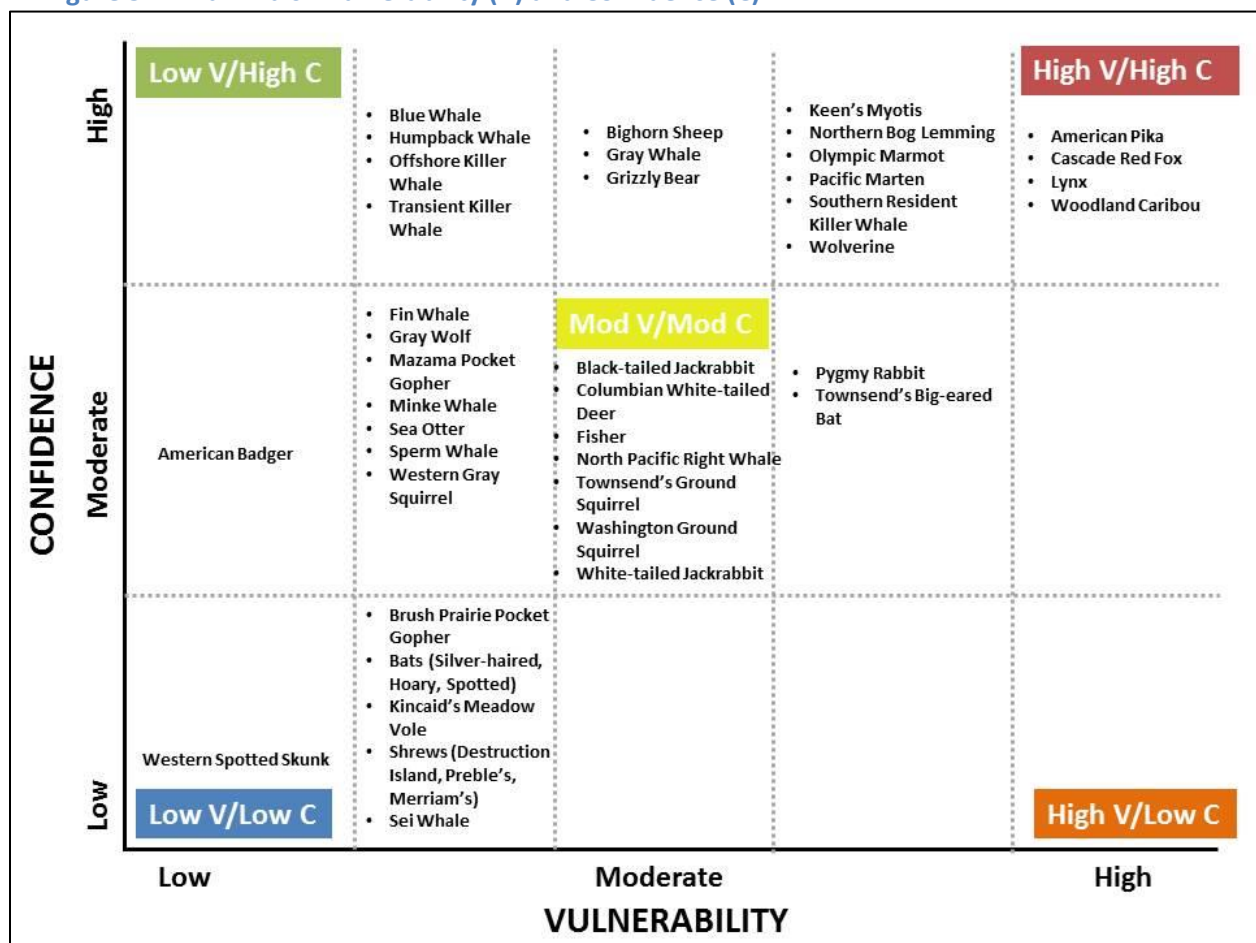 Vulnerability (V) and Confidence (C)
Low V/High C
High V/High C
High
• Blue Whale
• Humpback Whale
• Offshore Killer
Whale
• Transient Killer
Whale
• Bighorn Sheep
• Gray Whale
• Grizzly Bear
• Keen's Myotis
• Northern Bog Lemming
• Olympic Marmot
• Pacific Marten
• Southern Resident
Killer Whale
• Wolverine
• American Pika
• Cascade Red Fox
• Lynx
• Woodland Caribou
CONFIDENCE
Moderate
American Badger
• Fin Whale
• Gray Wolf
• Mazama Pocket
Gopher
• Minke Whale
• Sea Otter
• Sperm Whale
• Western Gray
Squirrel
Mod V/Mod C
• Black-tailed Jackrabbit
• Columbian White-tailed
Deer
• Fisher
• North Pacific Right Whale
• Townsend's Ground
Squirrel
• Washington Ground
Squirrel
• White-tailed Jackrabbit
• Pygmy Rabbit
• Townsend's Big-eared
Bat
Low
Western Spotted Skunk
Low V/Low C
• Brush Prairie Pocket
Gopher
• Bats (Silver-haired,
Hoary, Spotted)
• Kincaid's Meadow
Vole
• Shrews (Destruction
Island, Preble's,
Merriam's)
• Sei Whale
High V/Low C
Low
Moderate
High
VULNERABILITY